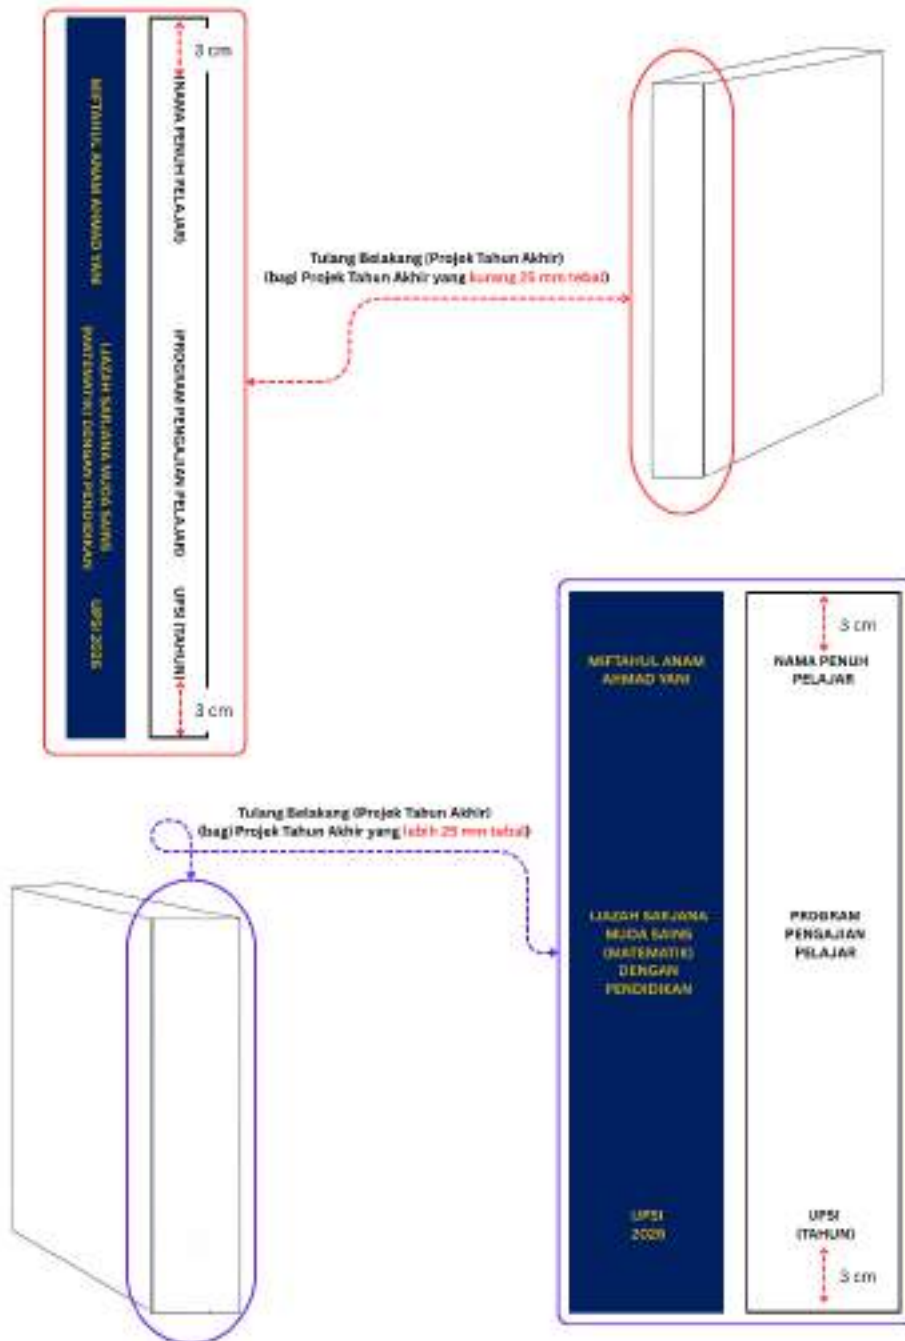 3 cm
(NAMA PENUH PELAJAR)
(PROGRAM PENGAJIAN PELAJAR)
UPSI (TAHUN)
3 cm
MIFTAHUL ANAM AHMAD YANI
IJAZAH SARJANA MUDA SAINS
(MATEMATIK) DENGAN PENDIDIKAN
UPSI 2026
Tulang Belakang (Projek Tahun Akhir)
(bagi Projek Tahun Akhir yang kurang 25 mm tebal)
MIFTAHUL ANAM
AHMAD YANI
IJAZAH SARJANA
MUDA SAINS
(MATEMATIK)
DENGAN
PENDIDIKAN
UPSI
2026
3 cm
NAMA PENUH
PELAJAR
PROGRAM
PENGAJIAN
PELAJAR
UPSI
(TAHUN)
3 cm
Tulang Belakang (Projek Tahun Akhir)
(bagi Projek Tahun Akhir yang lebih 25 mm tebal)